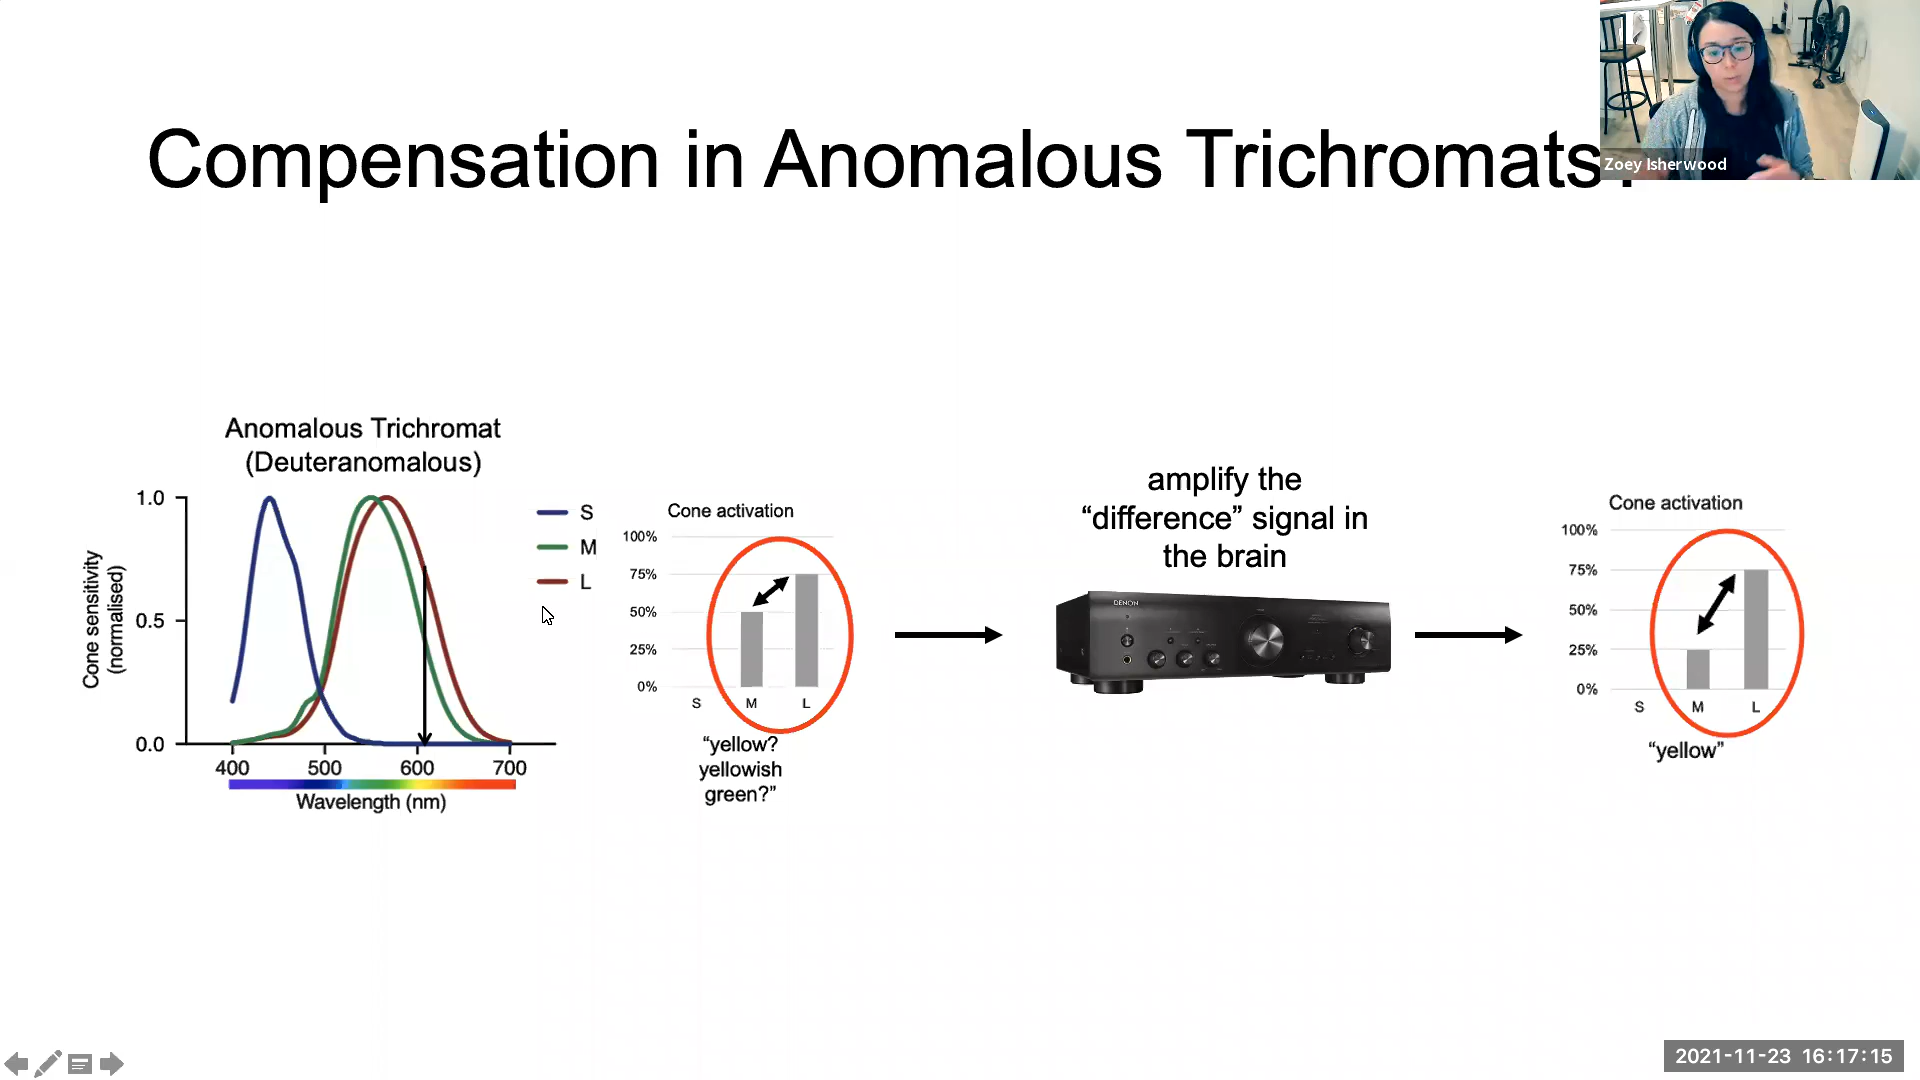 Compensation in Anomalous Trichromats?
Zoey Isherwood
Anomalous Trichromat
(Deuteranomalous)
Cone sensitivity
(normalised)
1.0
0.5
0.0
400 500 600 700
Wavelength (nm)
S
M
L
Cone activation
100%
75%
50%
25%
0%
S M L
“yellow?
yellowish
green?”
amplify the
“difference” signal in
the brain
DENON
Cone activation
100%
75%
50%
25%
0%
S M L
“yellow”
2021-11-23 16:17:15